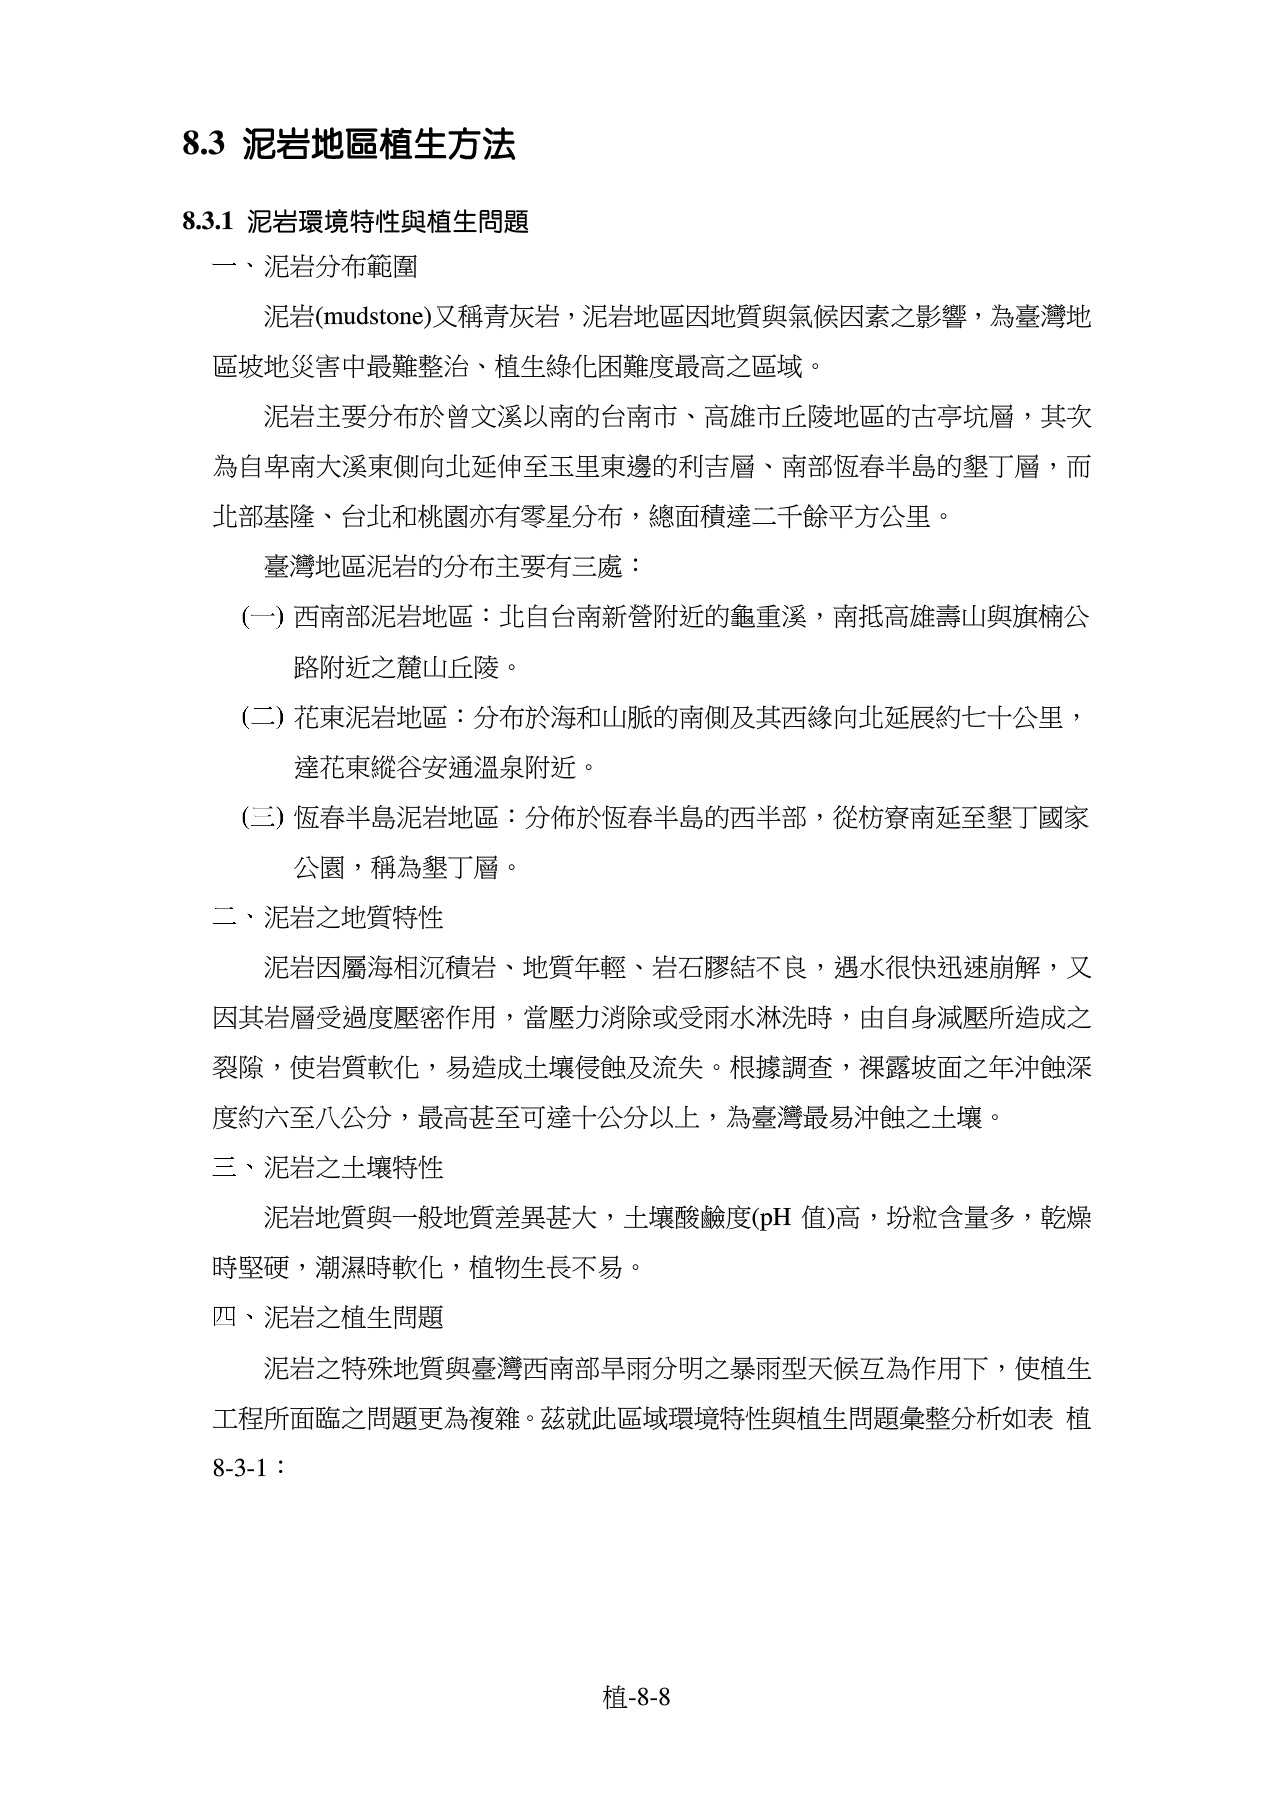 8.3 泥岩地區植生方法
8.3.1 泥岩環境特性與植生問題
一、泥岩分布範圍
泥岩(mudstone)又稱青灰岩，泥岩地區因地質與氣候因素之影響，為臺灣地
區坡地災害中最難整治、植生綠化困難度最高之區域。
泥岩主要分布於曾文溪以南的台南市、高雄市丘陵地區的古亭坑層，其次
為自卑南大溪東側向北延伸至玉里東邊的利吉層、南部恆春半島的墾丁層，而
北部基隆、台北和桃園亦有零星分布，總面積達二千餘平方公里。
臺灣地區泥岩的分布主要有三處：
(一) 西南部泥岩地區：北自台南新營附近的龜重溪，南抵高雄壽山與旗楠公
路附近之麓山丘陵。
(二) 花東泥岩地區：分布於海和山脈的南側及其西緣向北延展約七十公里，
達花東縱谷安通溫泉附近。
(三) 恆春半島泥岩地區：分佈於恆春半島的西半部，從枋寮南延至墾丁國家
公園，稱為墾丁層。
二、泥岩之地質特性
泥岩因屬海相沉積岩、地質年輕、岩石膠結不良，遇水很快迅速崩解，又
因其岩層受過度壓密作用，當壓力消除或受雨水淋洗時，由自身減壓所造成之
裂隙，使岩質軟化，易造成土壤侵蝕及流失。根據調查，裸露坡面之年沖蝕深
度約六至八公分，最高甚至可達十公分以上，為臺灣最易沖蝕之土壤。
三、泥岩之土壤特性
泥岩地質與一般地質差異甚大，土壤酸鹼度(pH 值)高，坋粒含量多，乾燥
時堅硬，潮濕時軟化，植物生長不易。
四、泥岩之植生問題
泥岩之特殊地質與臺灣西南部旱雨分明之暴雨型天候互為作用下，使植生
工程所面臨之問題更為複雜。茲就此區域環境特性與植生問題彙整分析如表 植
8-3-1：
植-8-8